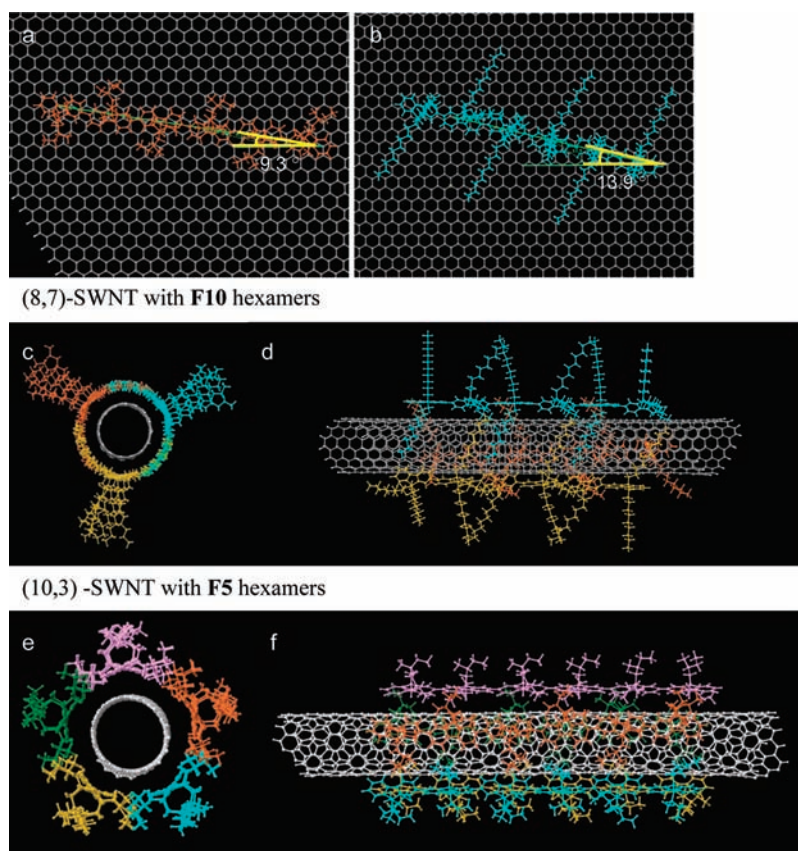 a
b
9.3 °
13.9 °
(8,7)-SWNT with F10 hexamers
c
d
(10,3) -SWNT with F5 hexamers
e
f